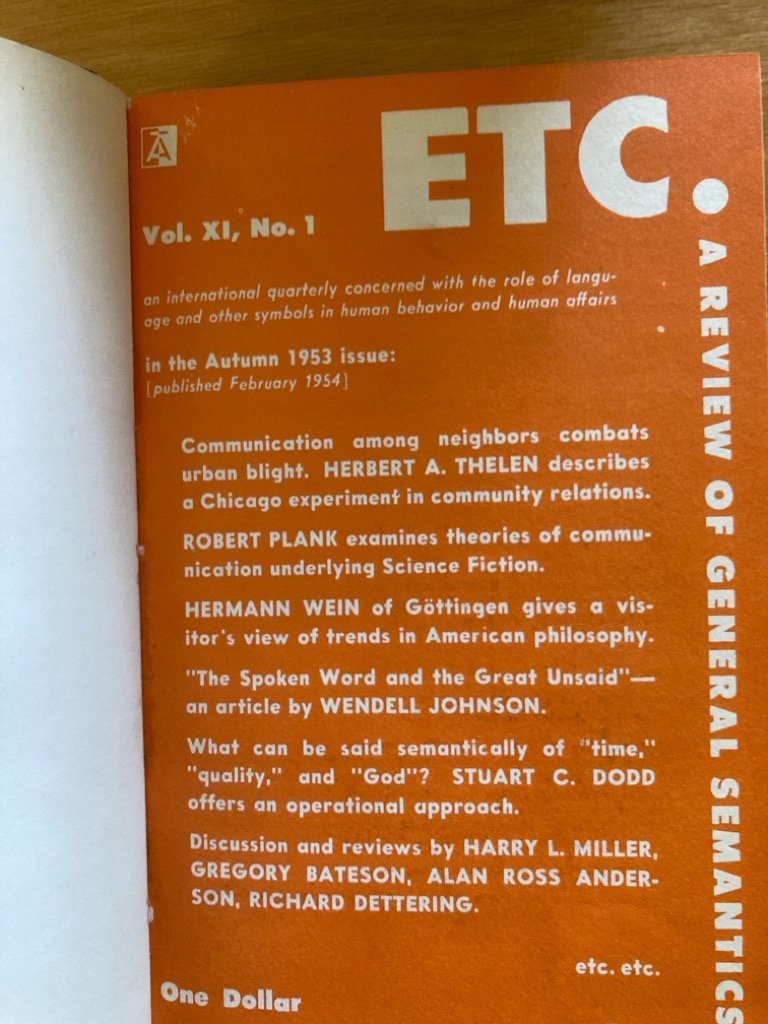 Ā
ETC.
Vol. XI, No. 1
an international quarterly concerned with the role of langu-
age and other symbols in human behavior and human affairs
in the Autumn 1953 issue:
[published February 1954]
Communication among neighbors combats
urban blight. HERBERT A. THELEN describes
a Chicago experiment in community relations.
ROBERT PLANK examines theories of commu-
nication underlying Science Fiction.
HERMANN WEIN of Göttingen gives a vis-
itor's view of trends in American philosophy.
"The Spoken Word and the Great Unsaid"—
an article by WENDELL JOHNSON.
What can be said semantically of "time,"
"quality," and "God"? STUART C. DODD
offers an operational approach.
Discussion and reviews by HARRY L. MILLER,
GREGORY BATESON, ALAN ROSS ANDER-
SON, RICHARD DETTERING.
etc. etc.
One Dollar
A REVIEW OF GENERAL SEMANTICS